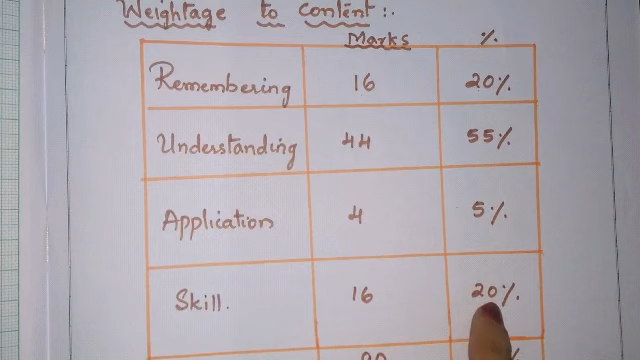 Weightage to content:.
Marks %
Remembering 16 20%
Understanding 44 55%
Application 4 5%
Skill. 16 20%